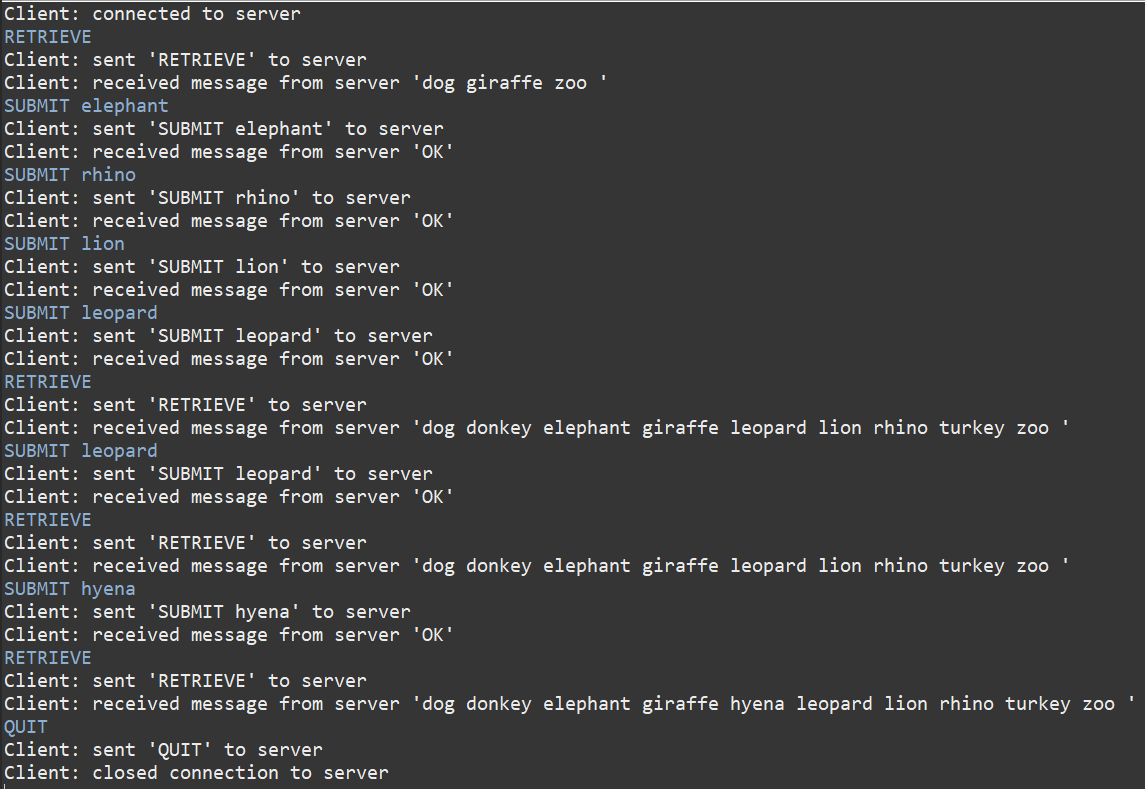 Client: connected to server
RETRIEVE
Client: sent 'RETRIEVE' to server
Client: received message from server 'dog giraffe zoo '
SUBMIT elephant
Client: sent 'SUBMIT elephant' to server
Client: received message from server 'OK'
SUBMIT rhino
Client: sent 'SUBMIT rhino' to server
Client: received message from server 'OK'
SUBMIT lion
Client: sent 'SUBMIT lion' to server
Client: received message from server 'OK'
SUBMIT leopard
Client: sent 'SUBMIT leopard' to server
Client: received message from server 'OK'
RETRIEVE
Client: sent 'RETRIEVE' to server
Client: received message from server 'dog donkey elephant giraffe leopard lion rhino turkey zoo '
SUBMIT leopard
Client: sent 'SUBMIT leopard' to server
Client: received message from server 'OK'
RETRIEVE
Client: sent 'RETRIEVE' to server
Client: received message from server 'dog donkey elephant giraffe leopard lion rhino turkey zoo '
SUBMIT hyena
Client: sent 'SUBMIT hyena' to server
Client: received message from server 'OK'
RETRIEVE
Client: sent 'RETRIEVE' to server
Client: received message from server 'dog donkey elephant giraffe hyena leopard lion rhino turkey zoo '
QUIT
Client: sent 'QUIT' to server
Client: closed connection to server